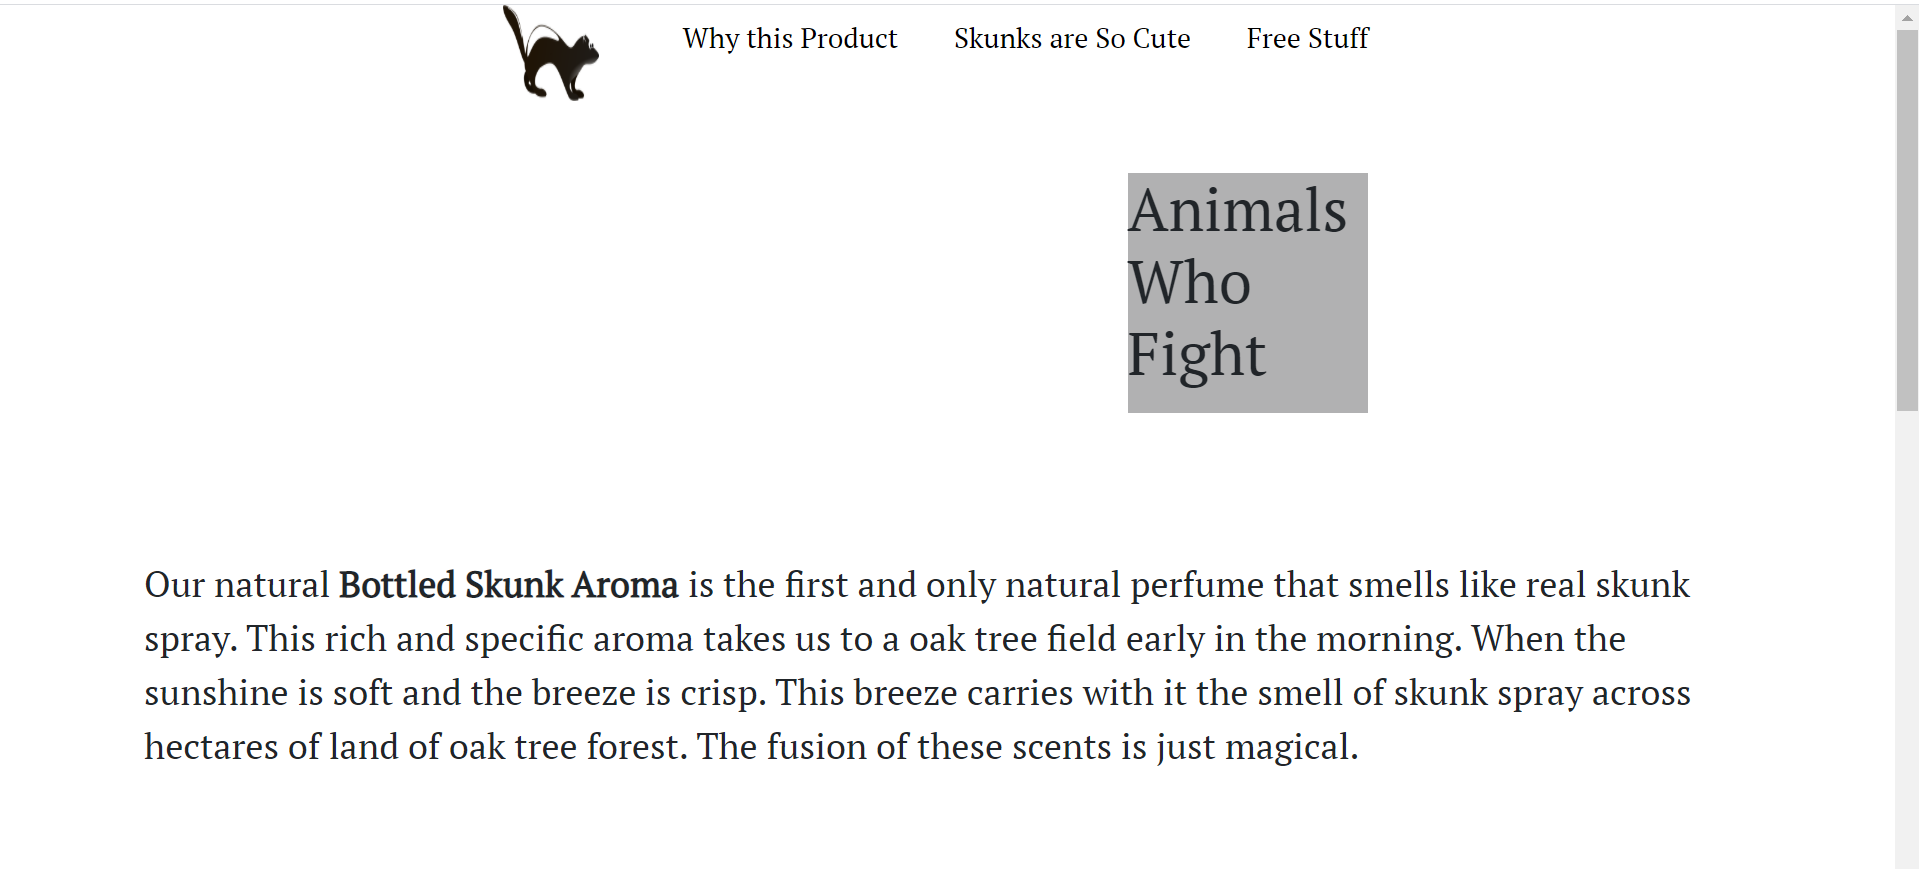 Why this Product Skunks are So Cute Free Stuff
Animals
Who
Fight
Our natural Bottled Skunk Aroma is the first and only natural perfume that smells like real skunk
spray. This rich and specific aroma takes us to a oak tree field early in the morning. When the
sunshine is soft and the breeze is crisp. This breeze carries with it the smell of skunk spray across
hectares of land of oak tree forest. The fusion of these scents is just magical.